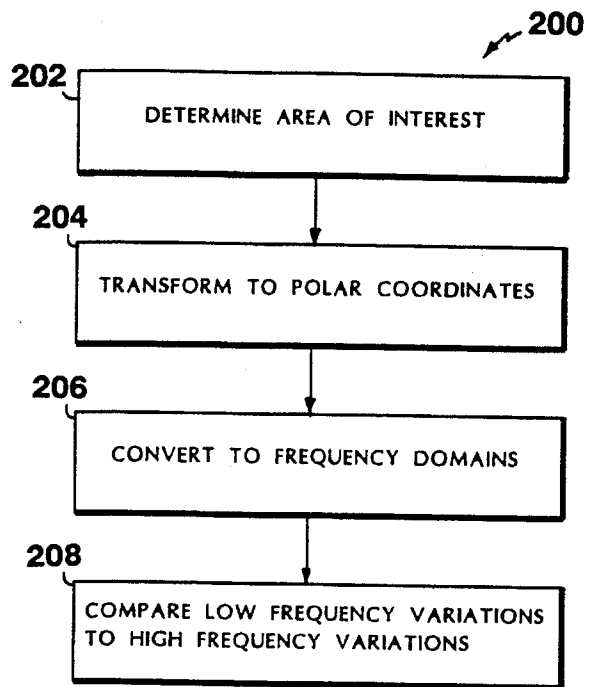 200
202
DETERMINE AREA OF INTEREST
204
TRANSFORM TO POLAR COORDINATES
206
CONVERT TO FREQUENCY DOMAINS
208
COMPARE LOW FREQUENCY VARIATIONS
TO HIGH FREQUENCY VARIATIONS